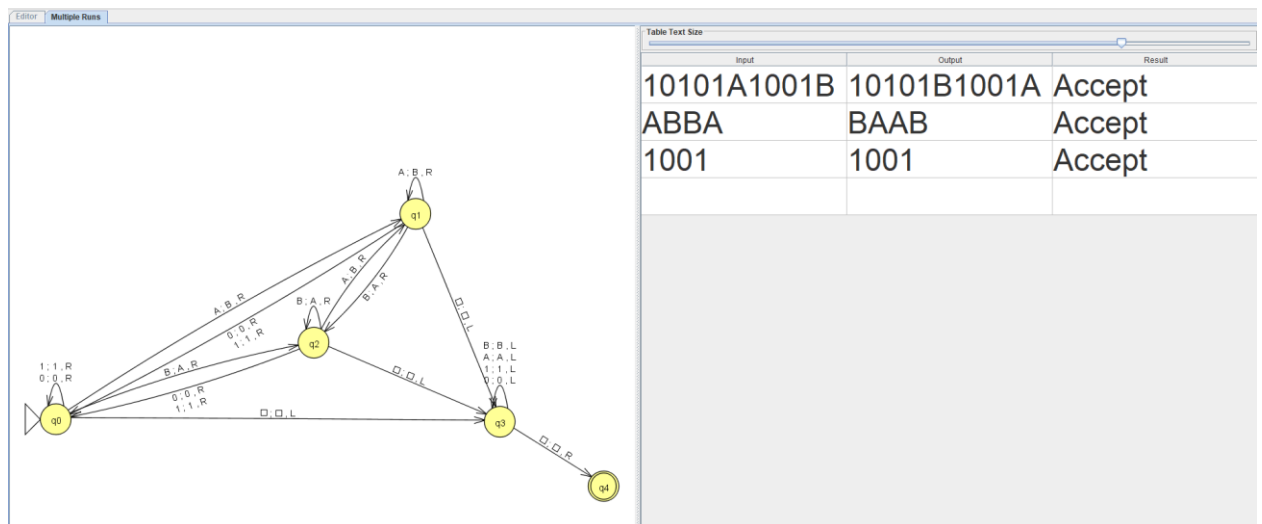 Editor Multiple Runs
Table Text Size
Input Output Result
10101A1001B 10101B1001A Accept
ABBA BAAB Accept
1001 1001 Accept
A ; B , R
q1
A ; B , R
A ; B , R
B ; A , R
0 ; 0 , R
1 ; 1 , R
B ; A , R
q2
□ ; □ , L
B ; B , L
A ; A , L
1 ; 1 , L
0 ; 0 , L
1 ; 1 , R
0 ; 0 , R
B ; A , R
0 ; 0 , R
1 ; 1 , R
□ ; □ , L
□ ; □ , L
q0
q3
□ ; □ , R
q4